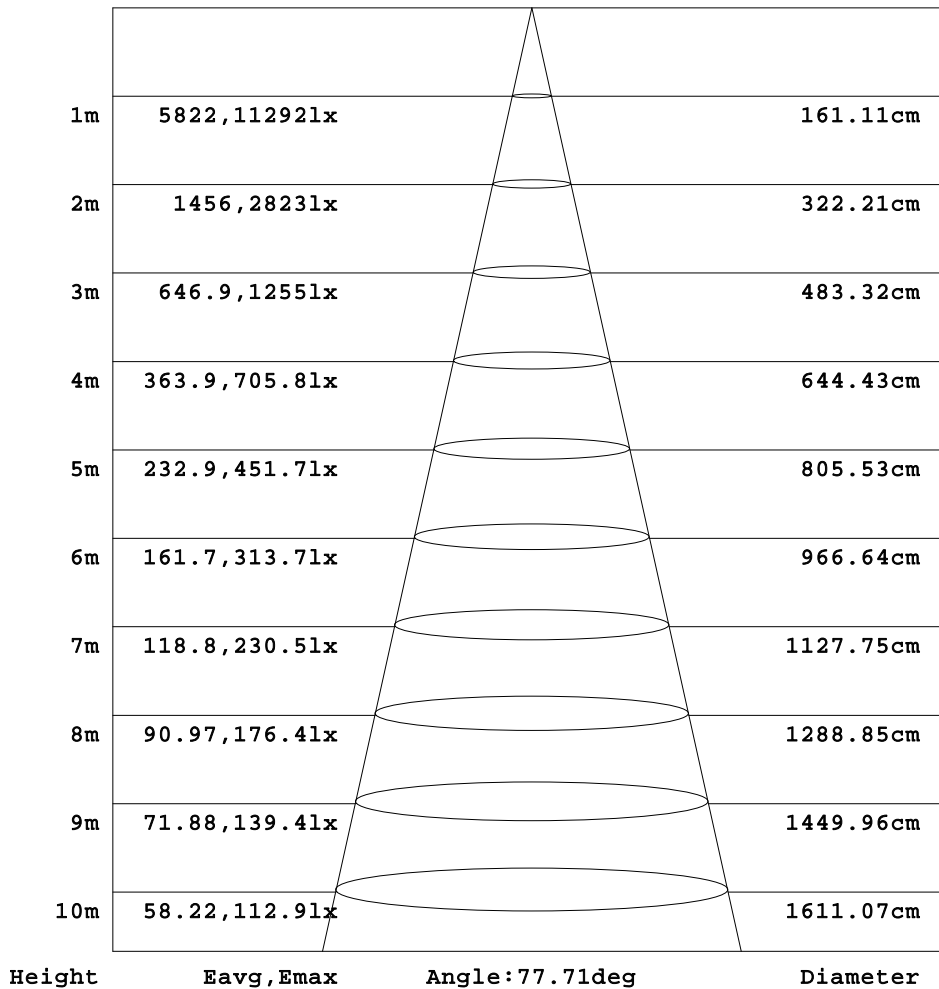 1m 5822,11292lx 161.11cm
2m 1456,2823lx 322.21cm
3m 646.9,1255lx 483.32cm
4m 363.9,705.8lx 644.43cm
5m 232.9,451.7lx 805.53cm
6m 161.7,313.7lx 966.64cm
7m 118.8,230.5lx 1127.75cm
8m 90.97,176.4lx 1288.85cm
9m 71.88,139.4lx 1449.96cm
10m 58.22,112.9lx 1611.07cm
Height Eavg,Emax Angle:77.71deg Diameter